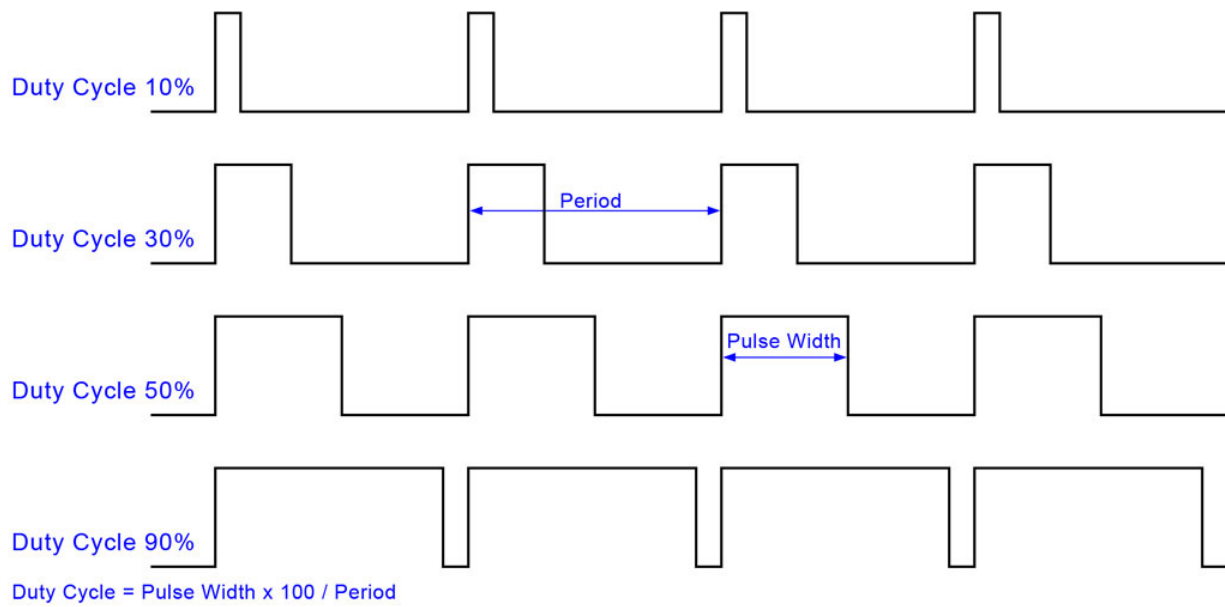 Duty Cycle 10%
Period
Duty Cycle 30%
Pulse Width
Duty Cycle 50%
Duty Cycle 90%
Duty Cycle = Pulse Width x 100 / Period